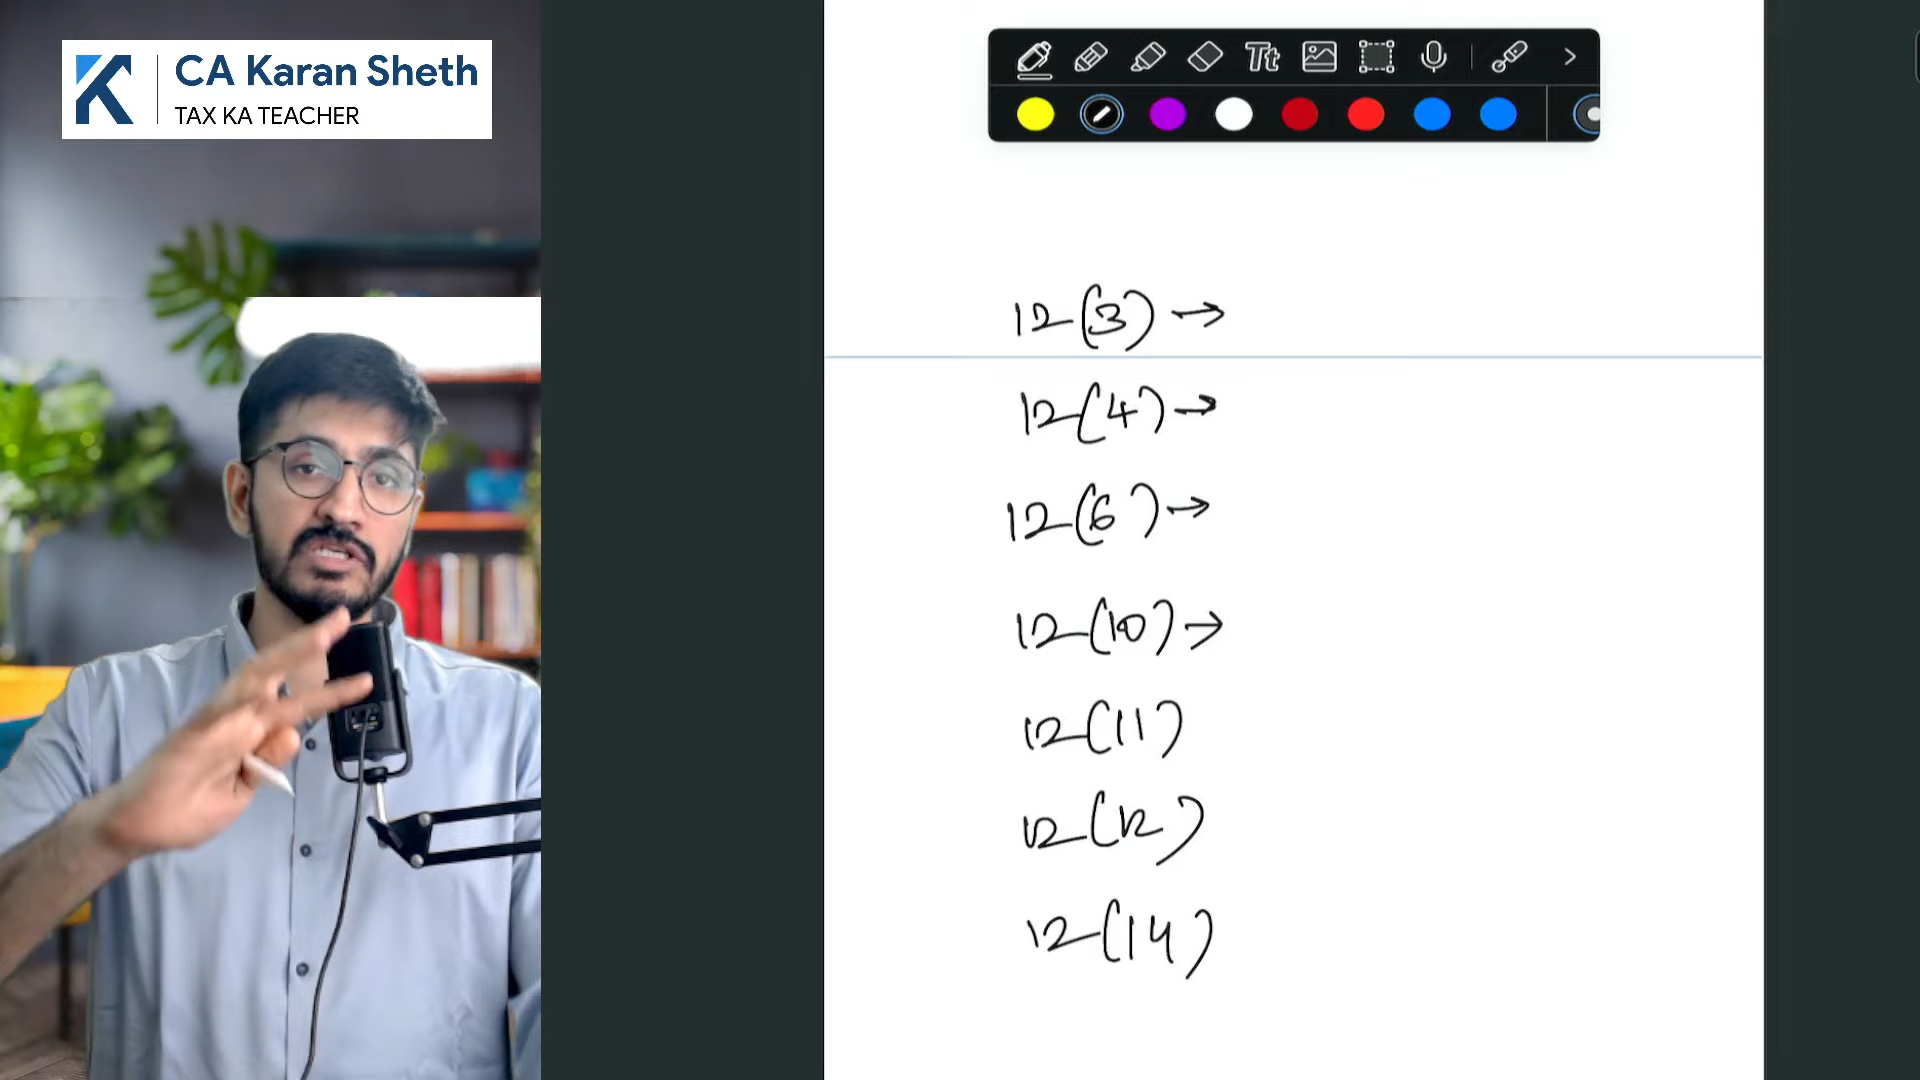 CA Karan Sheth
TAX KA TEACHER
Tt
12(3) →
12(4) →
12(6) →
12(10) →
12(11)
12(12)
12(14)